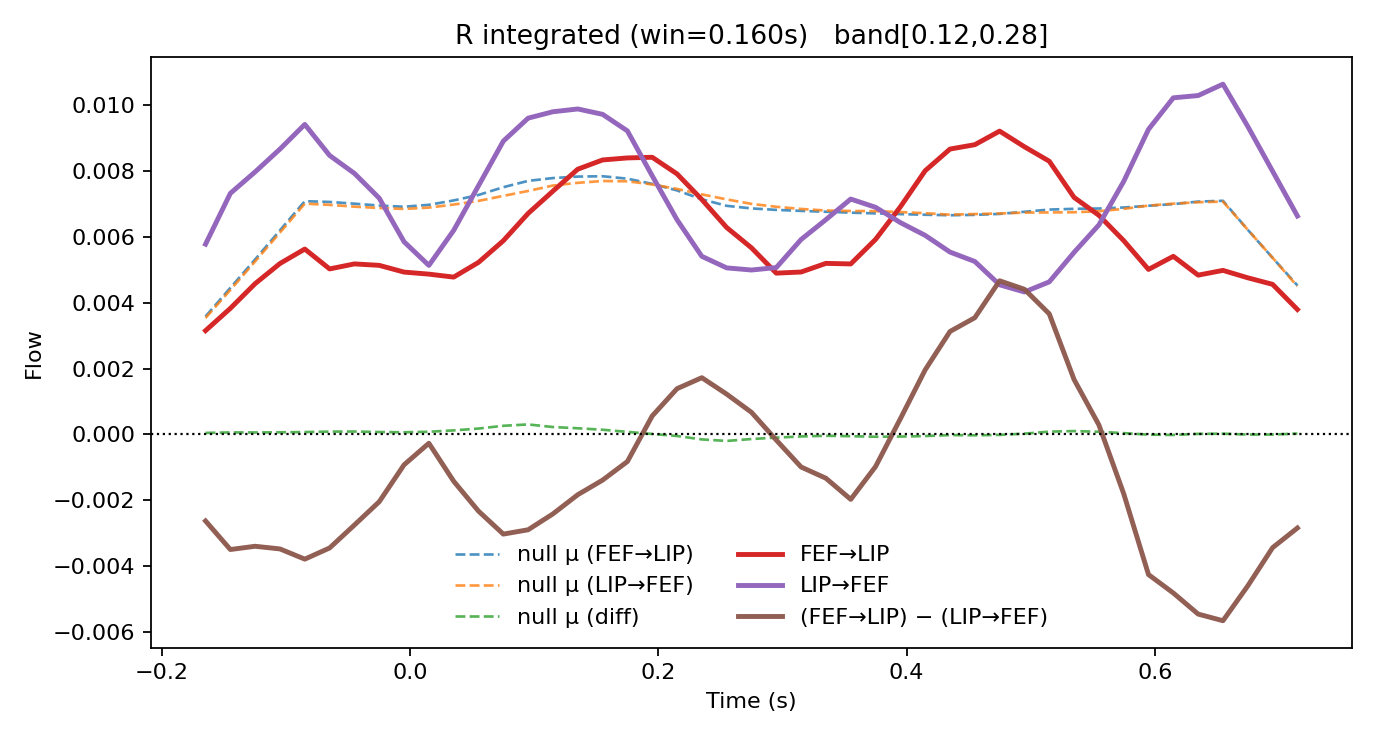 R integrated (win=0.160s)   band[0.12,0.28]
Flow
0.010
0.008
0.006
0.004
0.002
0.000
−0.002
−0.004
−0.006
null μ (FEF→LIP)
null μ (LIP→FEF)
null μ (diff)
FEF→LIP
LIP→FEF
(FEF→LIP) − (LIP→FEF)
−0.2
0.0
0.2
0.4
0.6
Time (s)